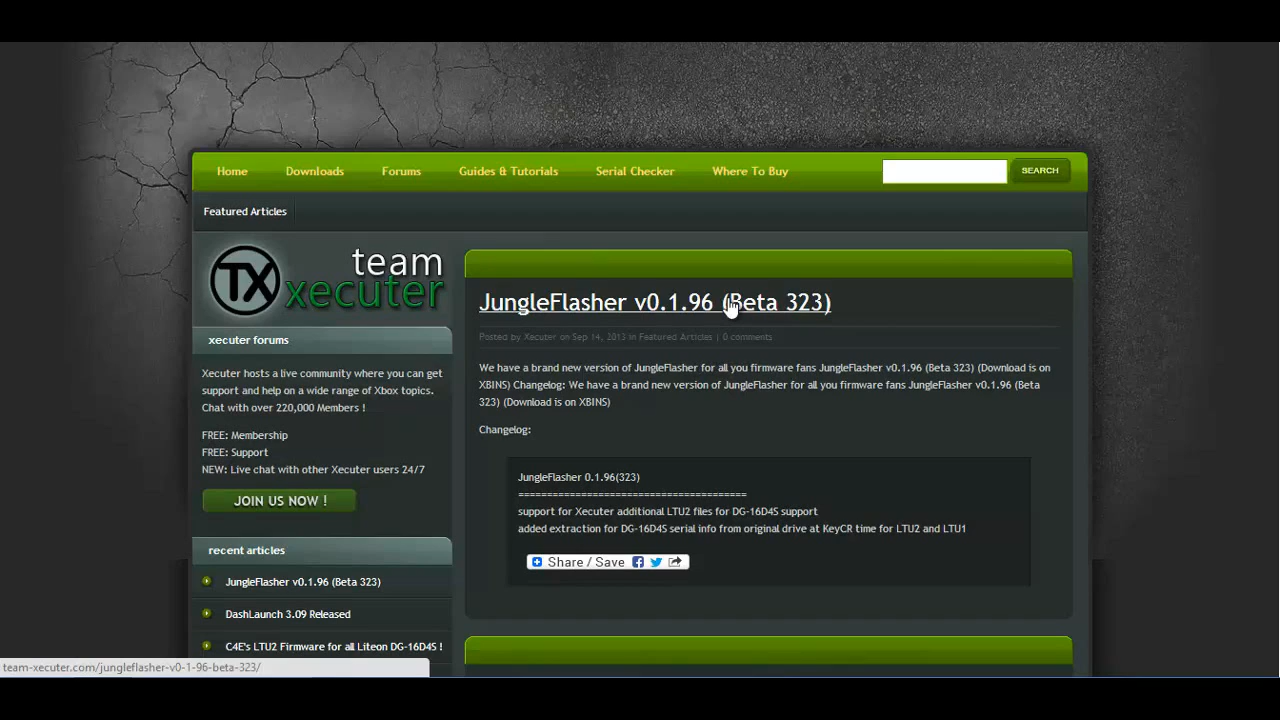 Home Downloads Forums Guides & Tutorials Serial Checker Where To Buy SEARCH
Featured Articles
TX team
xecuter
xecuter forums
Xecuter hosts a live community where you can get
support and help on a wide range of Xbox topics.
Chat with over 220,000 Members !
FREE: Membership
FREE: Support
NEW: Live chat with other Xecuter users 24/7
JOIN US NOW !
recent articles
JungleFlasher v0.1.96 (Beta 323)
DashLaunch 3.09 Released
C4E's LTU2 Firmware for all Liteon DG-16D4S !
JungleFlasher v0.1.96 (Beta 323)
Posted by Xecuter on Sep 14, 2013 in Featured Articles | 0 comments
We have a brand new version of JungleFlasher for all you firmware fans JungleFlasher v0.1.96 (Beta 323) (Download is on
XBINS) Changelog: We have a brand new version of JungleFlasher for all you firmware fans JungleFlasher v0.1.96 (Beta
323) (Download is on XBINS)
Changelog:
JungleFlasher 0.1.96(323)
=======================================
support for Xecuter additional LTU2 files for DG-16D4S support
added extraction for DG-16D4S serial info from original drive at KeyCR time for LTU2 and LTU1
Share / Save
team-xecuter.com/jungleflasher-v0-1-96-beta-323/